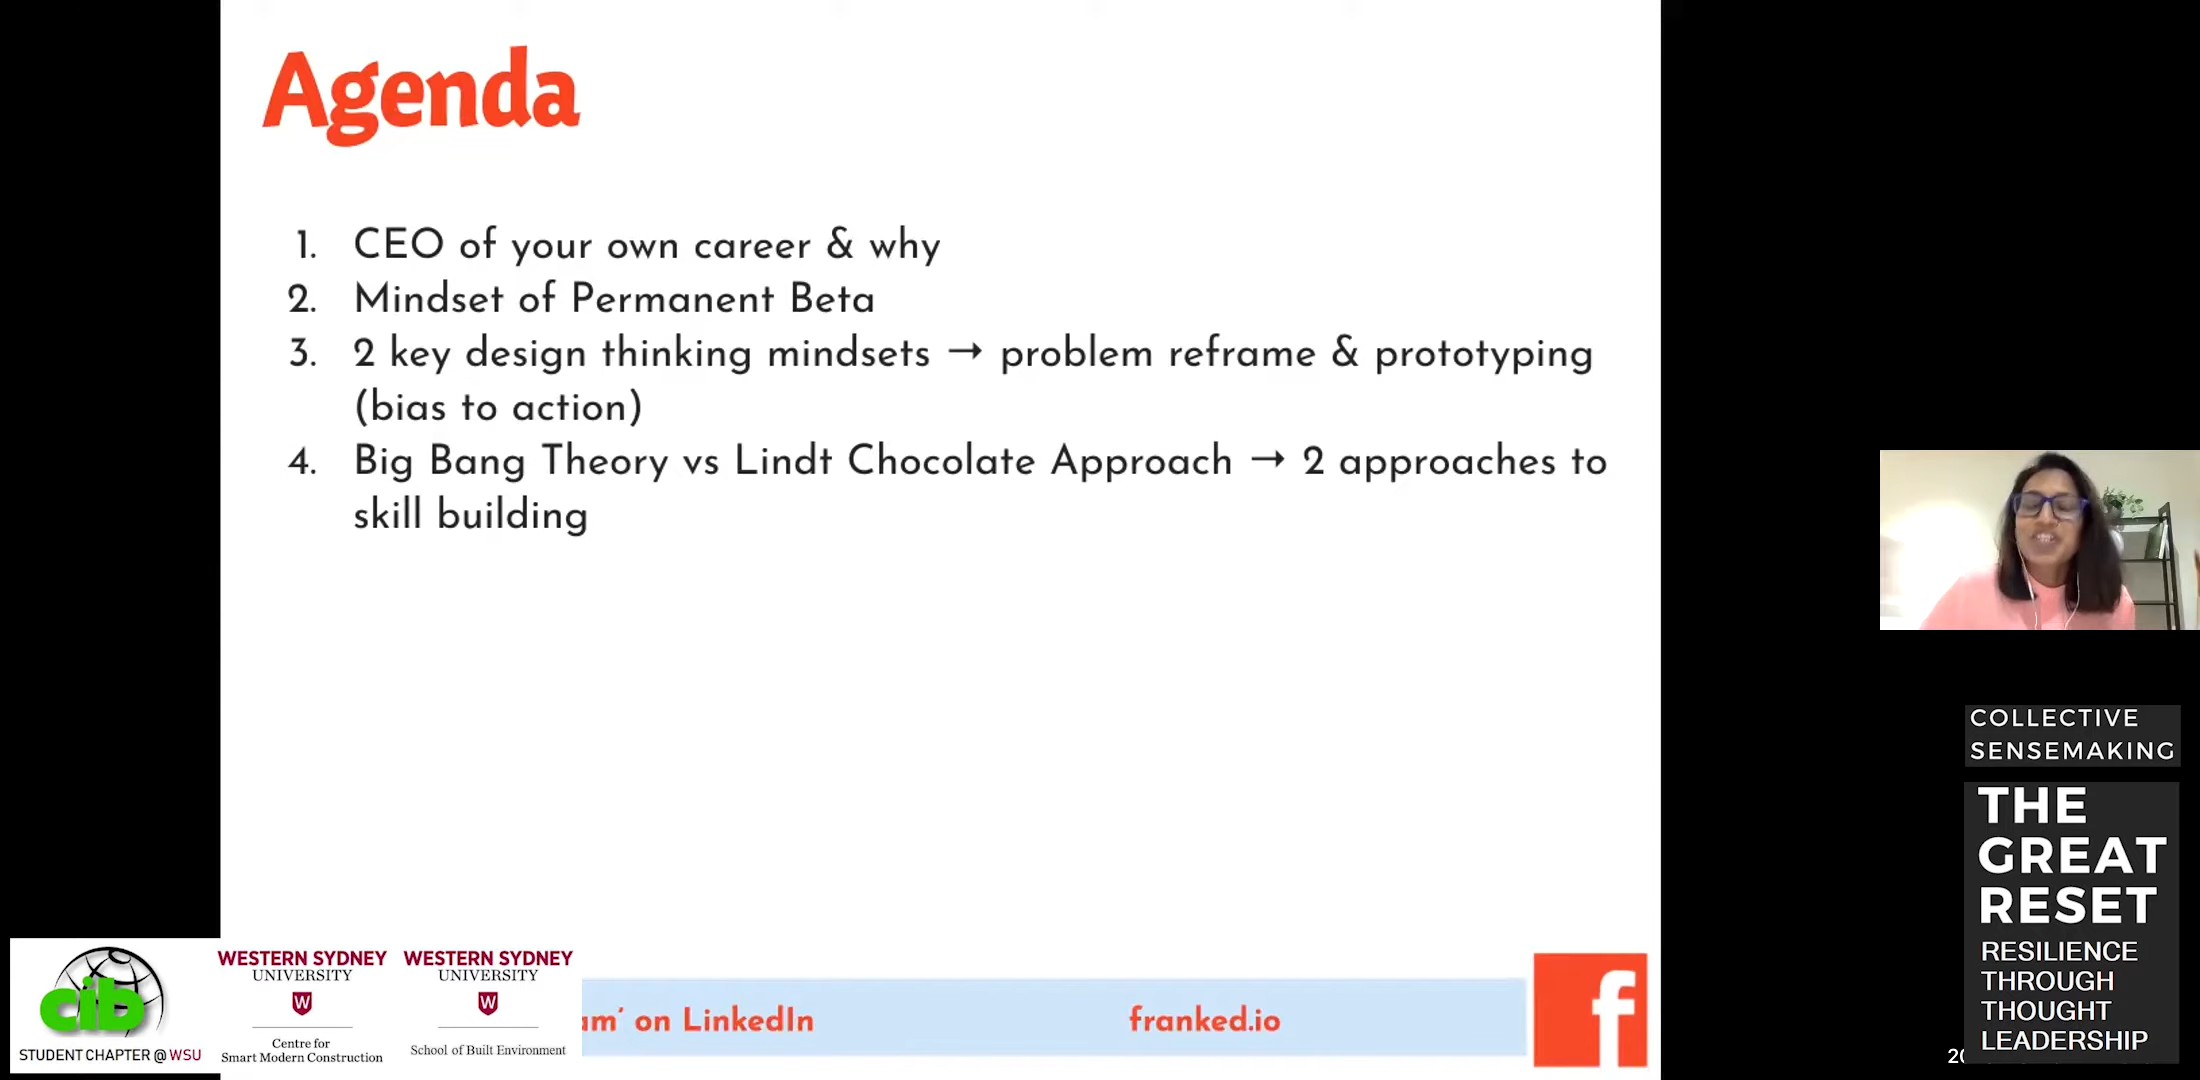 Agenda
1. CEO of your own career & why
2. Mindset of Permanent Beta
3. 2 key design thinking mindsets → problem reframe & prototyping
(bias to action)
4. Big Bang Theory vs Lindt Chocolate Approach → 2 approaches to
skill building
COLLECTIVE
SENSEMAKING
THE
GREAT
RESET
RESILIENCE
THROUGH
THOUGHT
LEADERSHIP
cib
STUDENT CHAPTER @ WSU
WESTERN SYDNEY
UNIVERSITY
W
Centre for
Smart Modern Construction
WESTERN SYDNEY
UNIVERSITY
W
School of Built Environment
on LinkedIn
franked.io
f